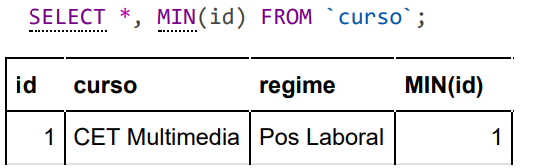 SELECT *, MIN(id) FROM `curso`;
id curso regime MIN(id)
1 CET Multimedia Pos Laboral 1